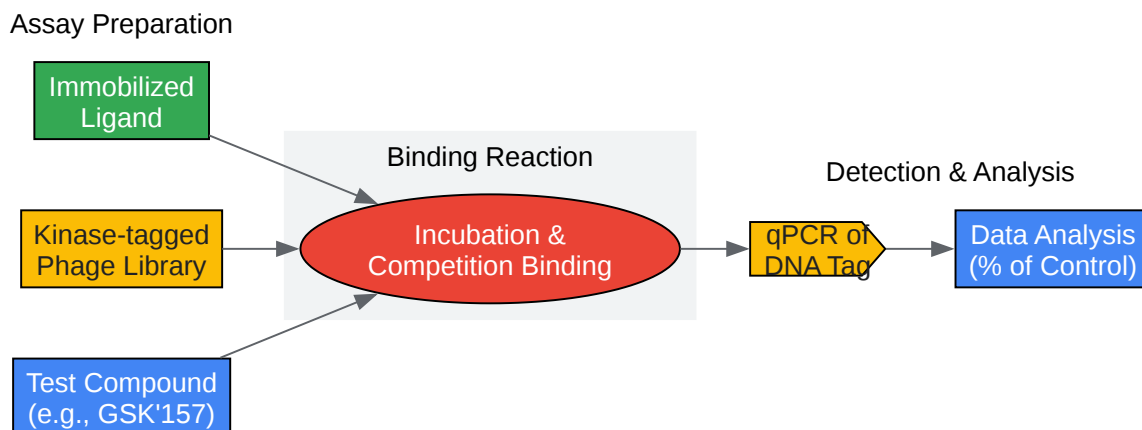 Assay Preparation
Immobilized
Ligand
Kinase-tagged
Phage Library
Test Compound
(e.g., GSK'157)
Binding Reaction
Incubation &
Competition Binding
Detection & Analysis
qPCR of
DNA Tag
Data Analysis
(% of Control)